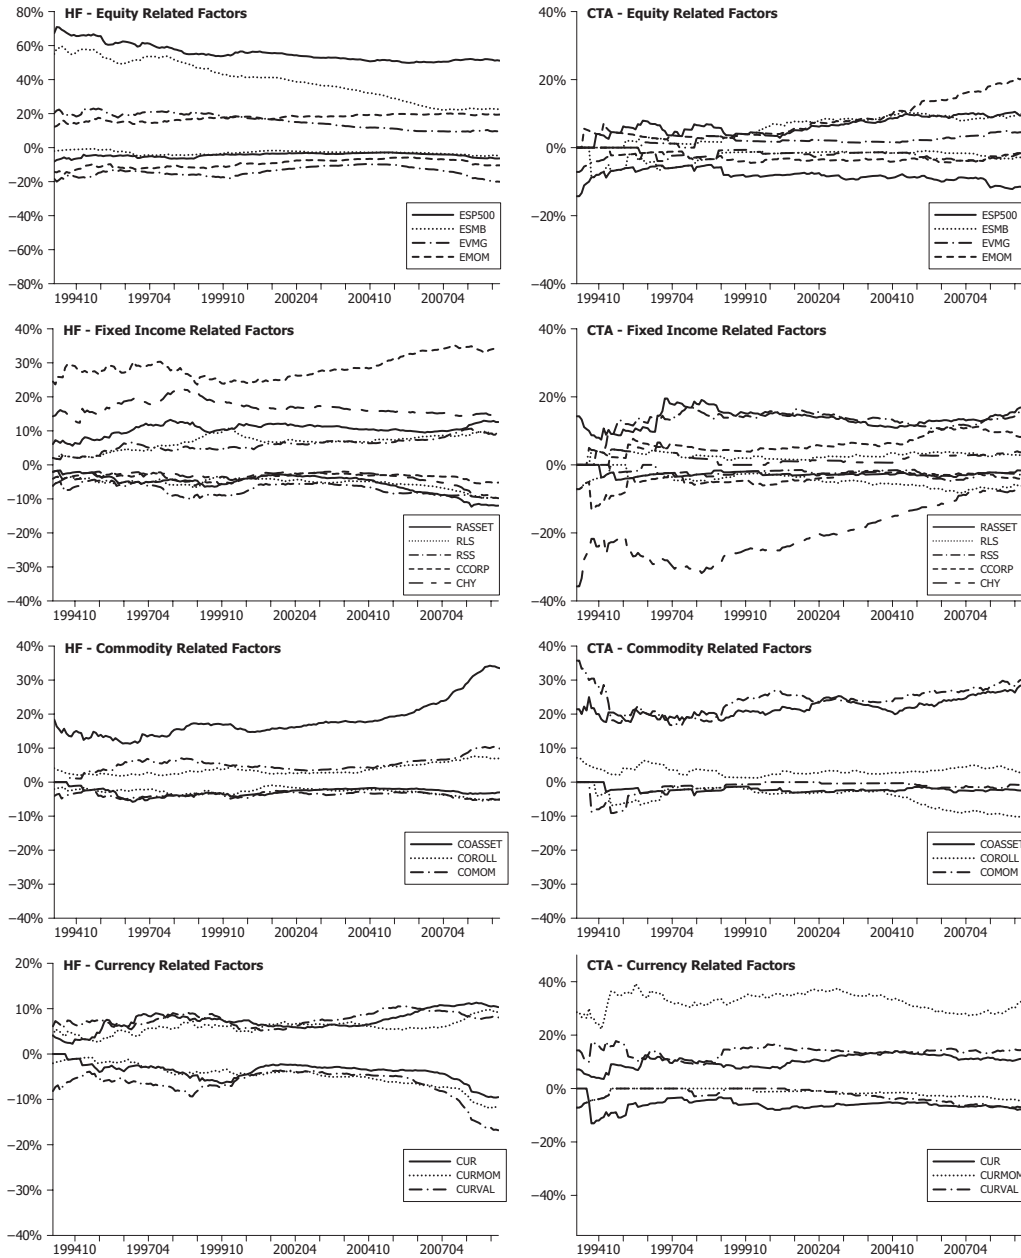 HF - Equity Related Factors
80%
60%
40%
20%
0%
−20%
−40%
−60%
−80%
ESP500
ESMB
EVMG
EMOM
199410 199704 199910 200204 200410 200704
CTA - Equity Related Factors
40%
20%
0%
−20%
−40%
ESP500
ESMB
EVMG
EMOM
199410 199704 199910 200204 200410 200704
HF - Fixed Income Related Factors
40%
30%
20%
10%
0%
−10%
−20%
−30%
−40%
RASSET
RLS
RSS
CCORP
CHY
199410 199704 199910 200204 200410 200704
CTA - Fixed Income Related Factors
40%
20%
0%
−20%
−40%
RASSET
RLS
RSS
CCORP
CHY
199410 199704 199910 200204 200410 200704
HF - Commodity Related Factors
40%
30%
20%
10%
0%
−10%
−20%
−30%
−40%
COASSET
COROLL
COMOM
199410 199704 199910 200204 200410 200704
CTA - Commodity Related Factors
40%
30%
20%
10%
0%
−10%
−20%
−30%
−40%
COASSET
COROLL
COMOM
199410 199704 199910 200204 200410 200704
HF - Currency Related Factors
20%
10%
0%
−10%
−20%
−30%
−40%
CUR
CURMOM
CURVAL
199410 199704 199910 200204 200410 200704
CTA - Currency Related Factors
40%
20%
0%
−20%
−40%
CUR
CURMOM
CURVAL
199410 199704 199910 200204 200410 200704